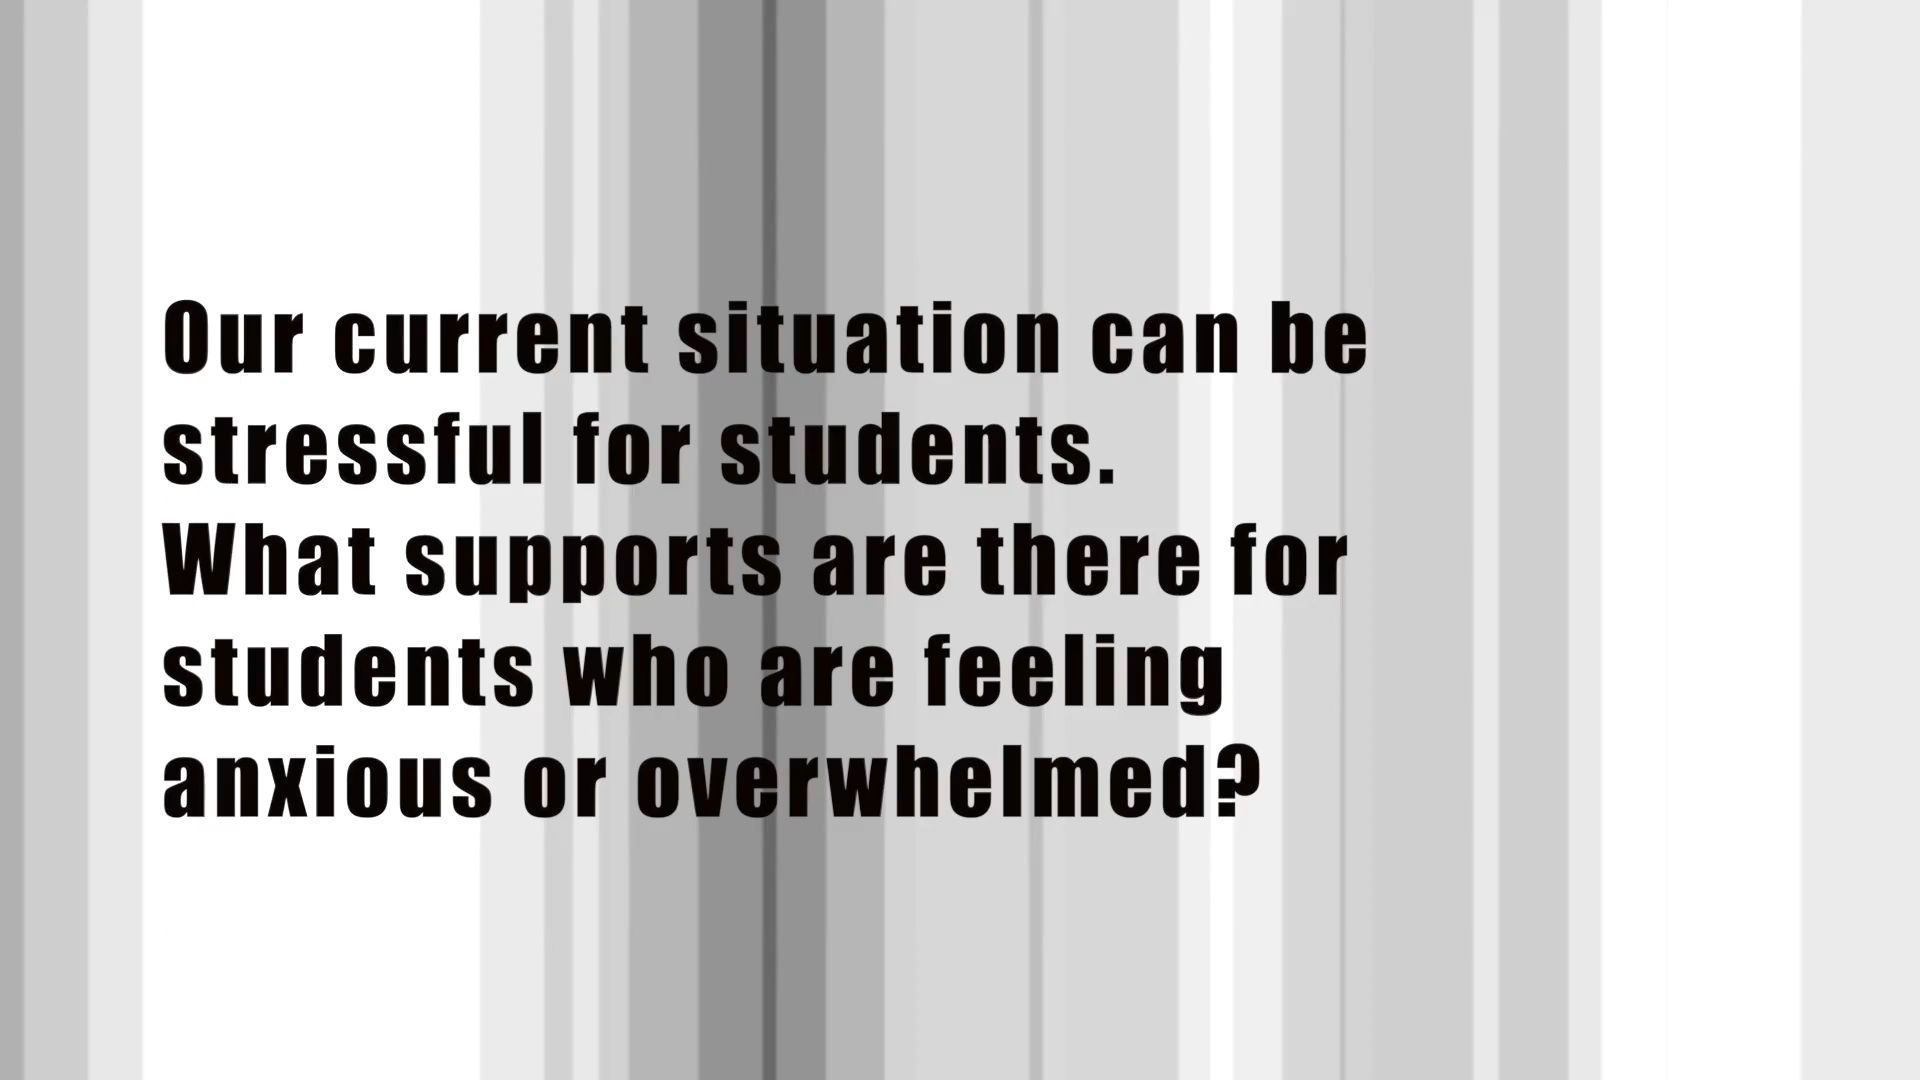 Our current situation can be
stressful for students.
What supports are there for
students who are feeling
anxious or overwhelmed?